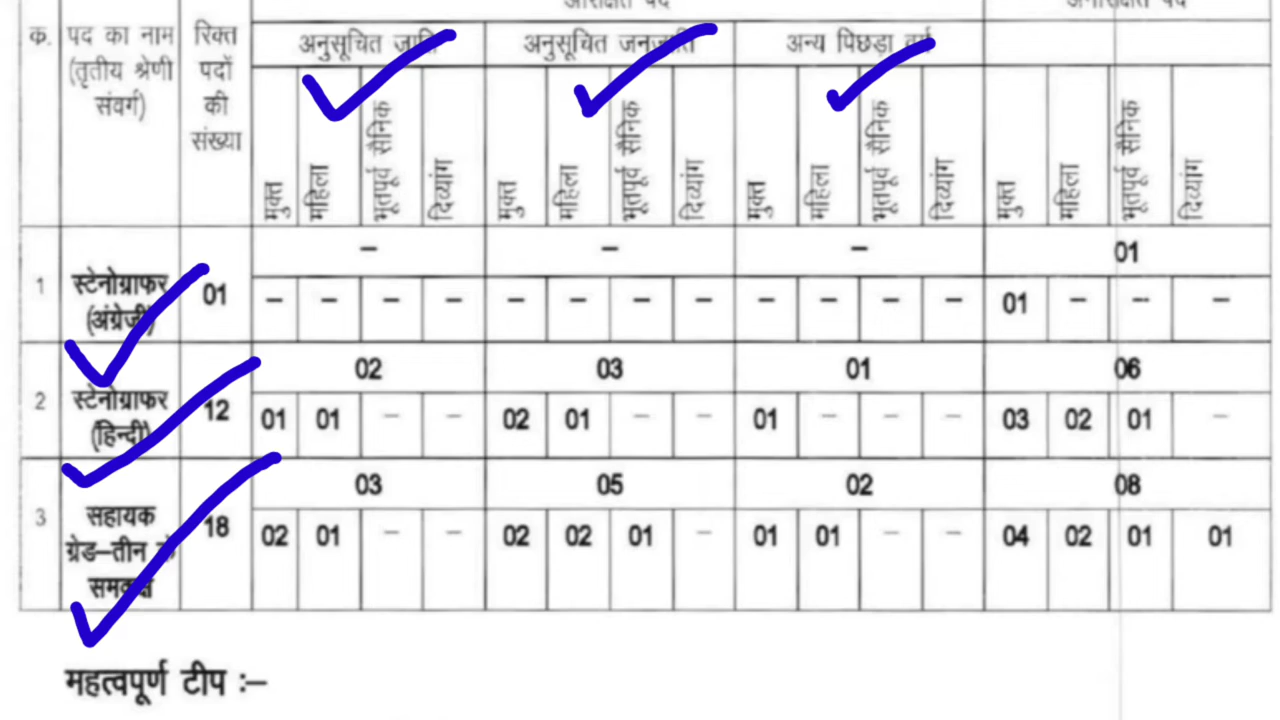 क. पद का नाम (तृतीय श्रेणी संवर्ग) रिक्त पदों की संख्या
अनुसूचित जाति अनुसूचित जनजाति अन्य पिछड़ा वर्ग
मुक्त महिला भूतपूर्व सैनिक दिव्यांग मुक्त महिला भूतपूर्व सैनिक दिव्यांग मुक्त महिला भूतपूर्व सैनिक दिव्यांग मुक्त महिला भूतपूर्व सैनिक दिव्यांग
– – – 01
1 स्टेनोग्राफर (अंग्रेजी) 01 – – – – – – – – – – – – 01 – – –
02 03 01 06
2 स्टेनोग्राफर (हिन्दी) 12 01 01 – – 02 01 – – 01 – – – 03 02 01 –
03 05 02 08
3 सहायक ग्रेड–तीन के समकक्ष 18 02 01 – – 02 02 01 – 01 01 – – 04 02 01 01
महत्वपूर्ण टीप :–